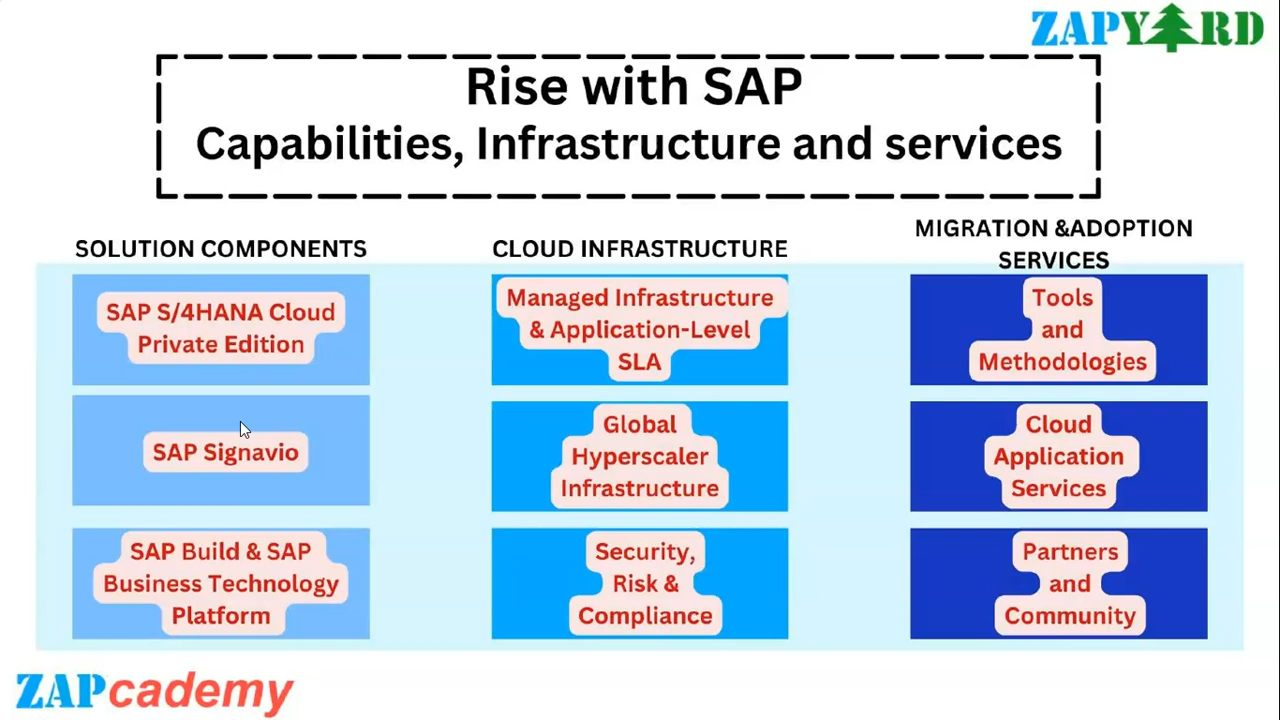 ZAPYARD
Rise with SAP
Capabilities, Infrastructure and services
SOLUTION COMPONENTS
SAP S/4HANA Cloud
Private Edition
SAP Signavio
SAP Build & SAP
Business Technology
Platform
CLOUD INFRASTRUCTURE
Managed Infrastructure
& Application-Level
SLA
Global
Hyperscaler
Infrastructure
Security,
Risk &
Compliance
MIGRATION &ADOPTION
SERVICES
Tools
and
Methodologies
Cloud
Application
Services
Partners
and
Community
ZAPcademy